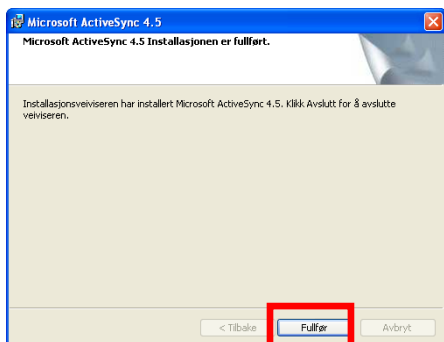 Microsoft ActiveSync 4.5
Microsoft ActiveSync 4.5 Installasjonen er fullført.
Installasjonsveiviseren har installert Microsoft ActiveSync 4.5. Klikk Avslutt for å avslutte
veiviseren.
< Tilbake Fullfør Avbryt